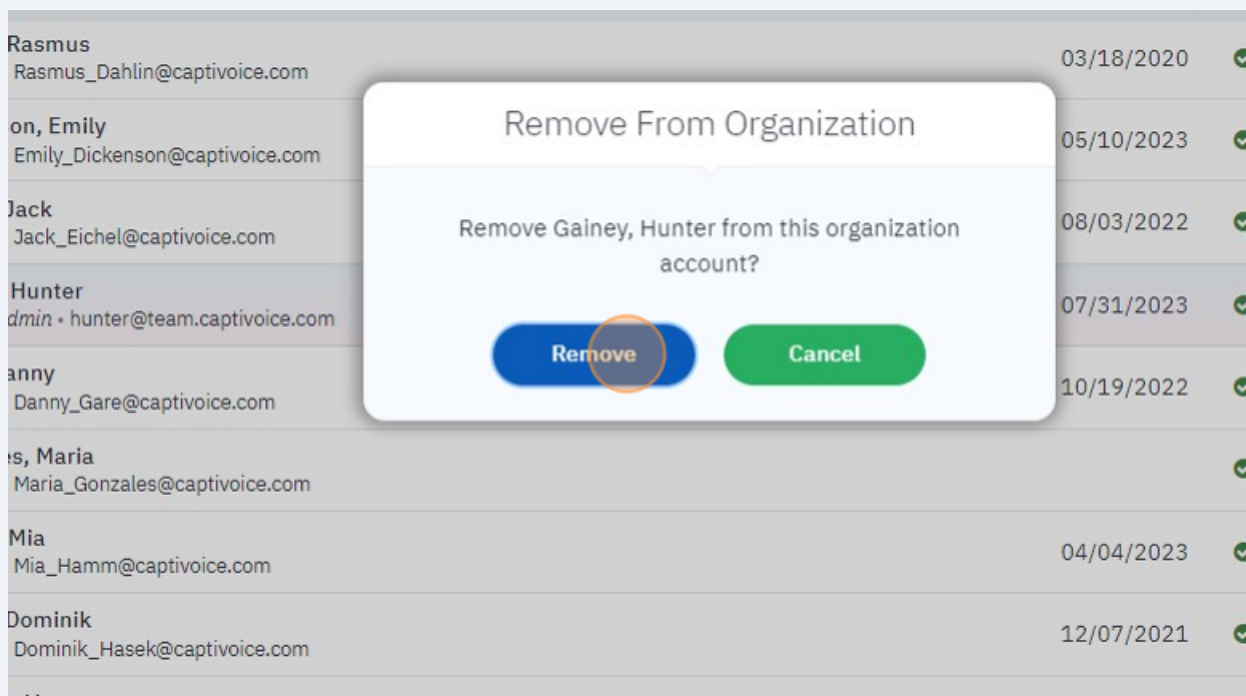 Rasmus
Rasmus_Dahlin@captivoice.com
03/18/2020
Remove From Organization
on, Emily
Emily_Dickenson@captivoice.com
05/10/2023
Jack
Jack_Eichel@captivoice.com
08/03/2022
Remove Gainey, Hunter from this organization
account?
Hunter
dmin • hunter@team.captivoice.com
07/31/2023
Remove
Cancel
anny
Danny_Gare@captivoice.com
10/19/2022
es, Maria
Maria_Gonzales@captivoice.com
Mia
Mia_Hamm@captivoice.com
04/04/2023
Dominik
Dominik_Hasek@captivoice.com
12/07/2021